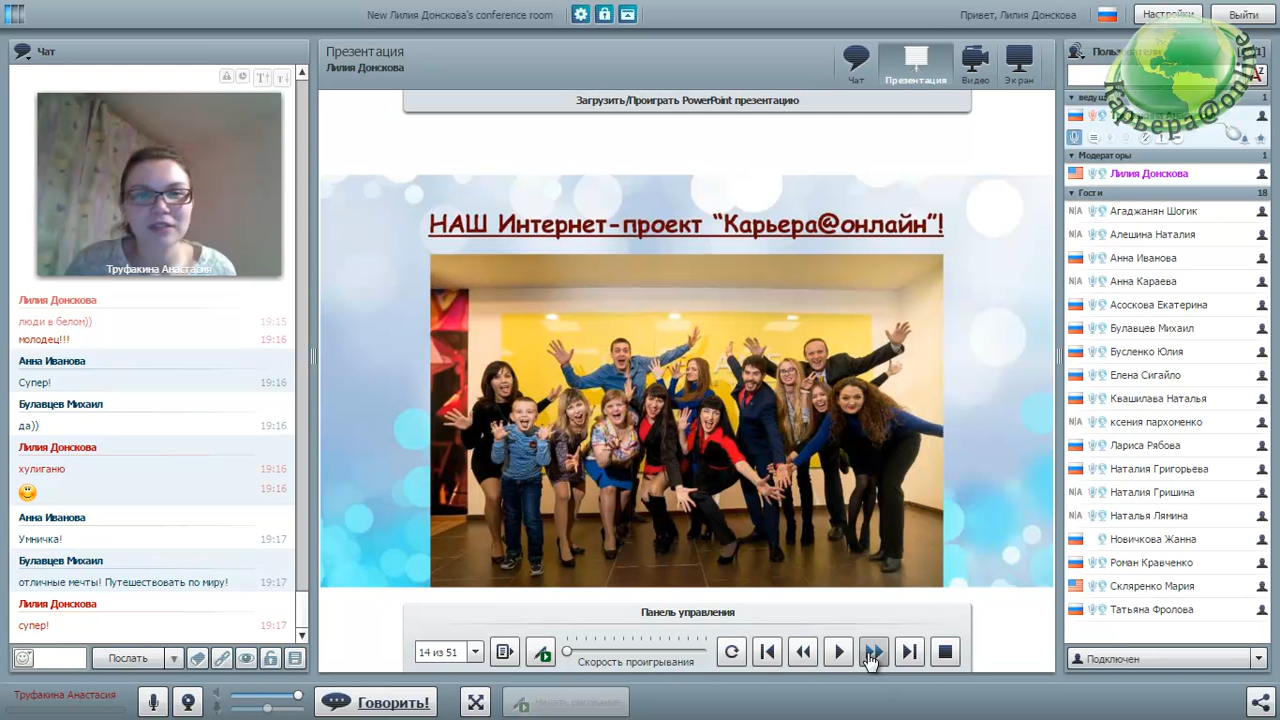 New Лилия Донскова's conference room
Привет, Лилия Донскова
Настройки
Выйти
Чат
Труфакина Анастасия
Лилия Донскова
люди в белом)) 19:15
молодец!!! 19:16
Анна Иванова
Супер! 19:16
Булавцев Михаил
да)) 19:16
Лилия Донскова
хулиганю 19:16
19:16
Анна Иванова
Умничка! 19:17
Булавцев Михаил
отличные мечты! Путешествовать по миру! 19:17
Лилия Донскова
супер! 19:17
Послать
Презентация
Лилия Донскова
Чат
Презентация
Видео
Экран
Загрузить/Проиграть PowerPoint презентацию
НАШ Интернет-проект “Карьера@онлайн”!
Панель управления
14 из 51
Скорость проигрывания
карьера@online
1
Модераторы 1
Лилия Донскова
Гости 18
N/A Агаджанян Шогик
N/A Алешина Наталия
Анна Иванова
N/A Анна Караева
Асоскова Екатерина
Булавцев Михаил
Бусленко Юлия
Елена Сигайло
Квашилава Наталья
N/A ксения пархоменко
Лариса Рябова
Наталия Григорьева
N/A Наталия Гришина
N/A Наталья Лямина
Новичкова Жанна
Роман Кравченко
Скляренко Мария
Татьяна Фролова
Подключен
Труфакина Анастасия
Говорить!